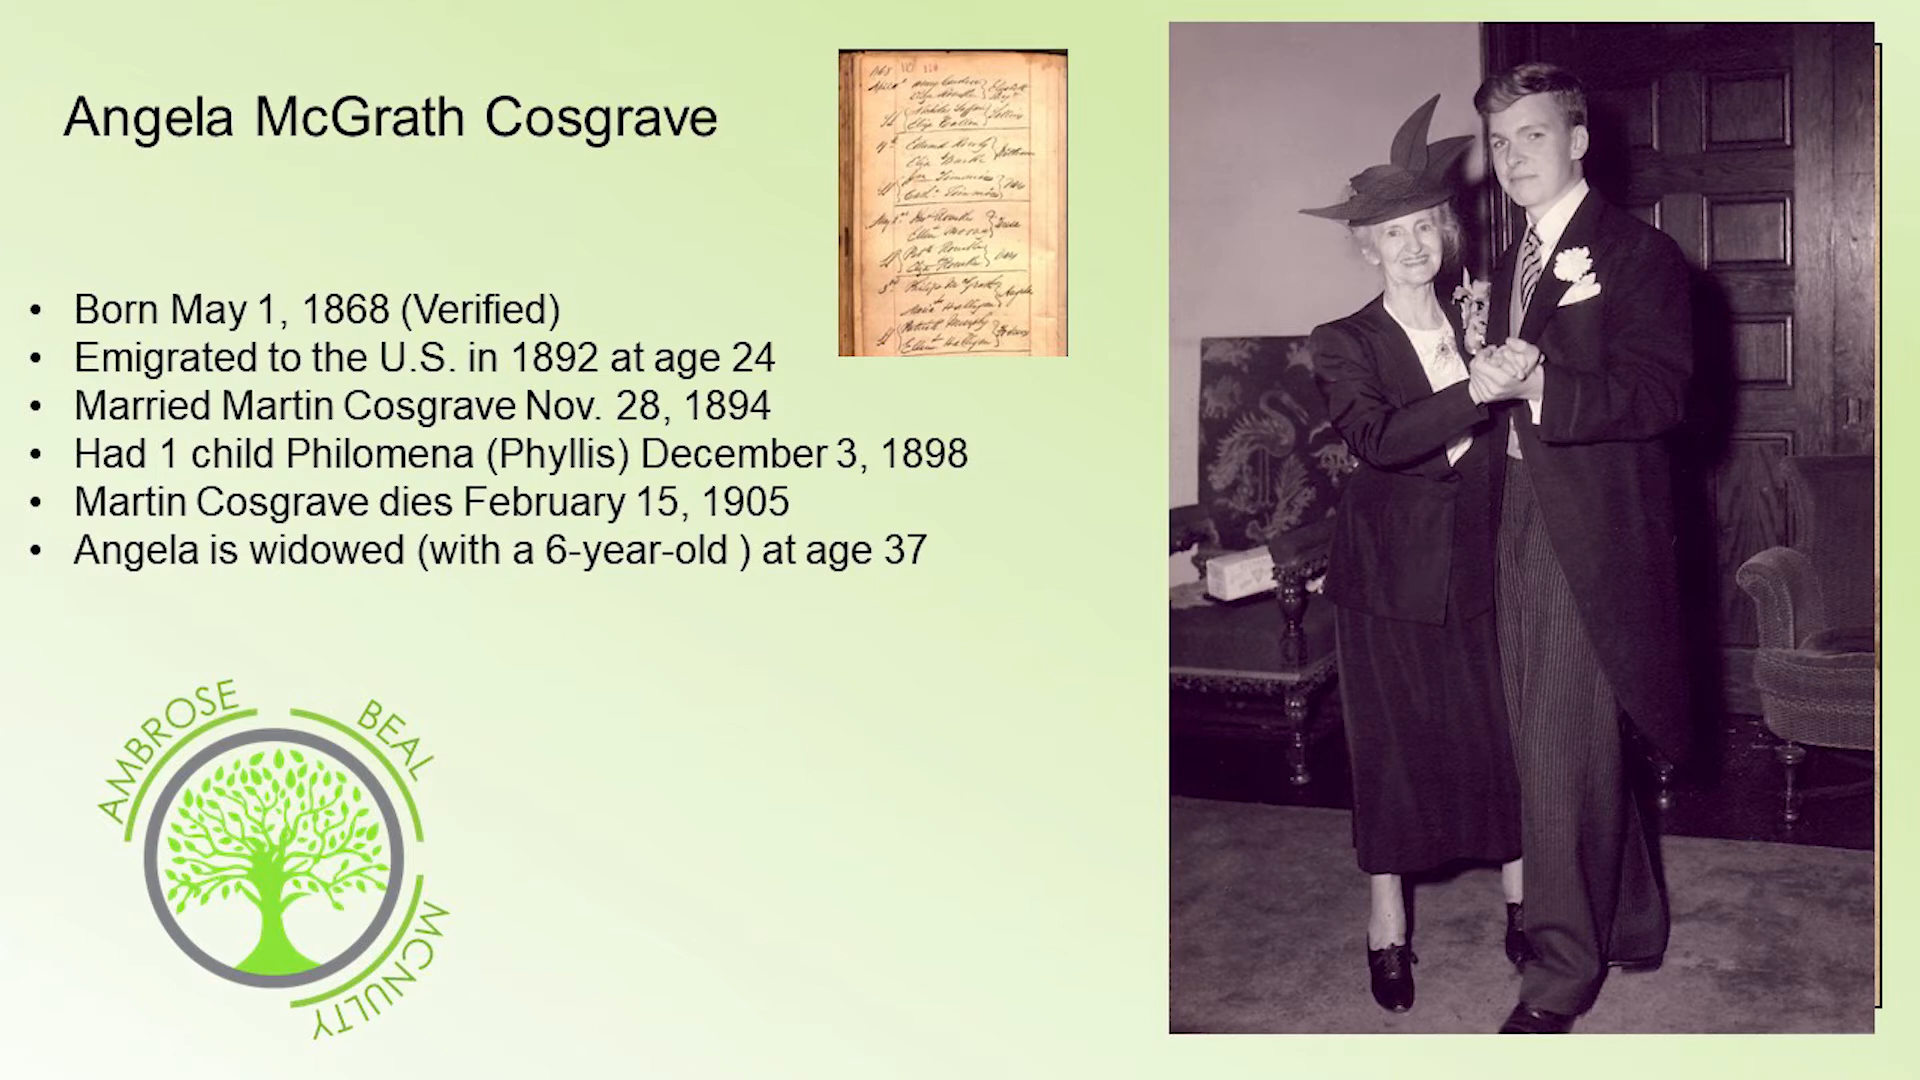 Angela McGrath Cosgrave
• Born May 1, 1868 (Verified)
• Emigrated to the U.S. in 1892 at age 24
• Married Martin Cosgrave Nov. 28, 1894
• Had 1 child Philomena (Phyllis) December 3, 1898
• Martin Cosgrave dies February 15, 1905
• Angela is widowed (with a 6-year-old ) at age 37
AMBROSE
BEAL
MCNULTY